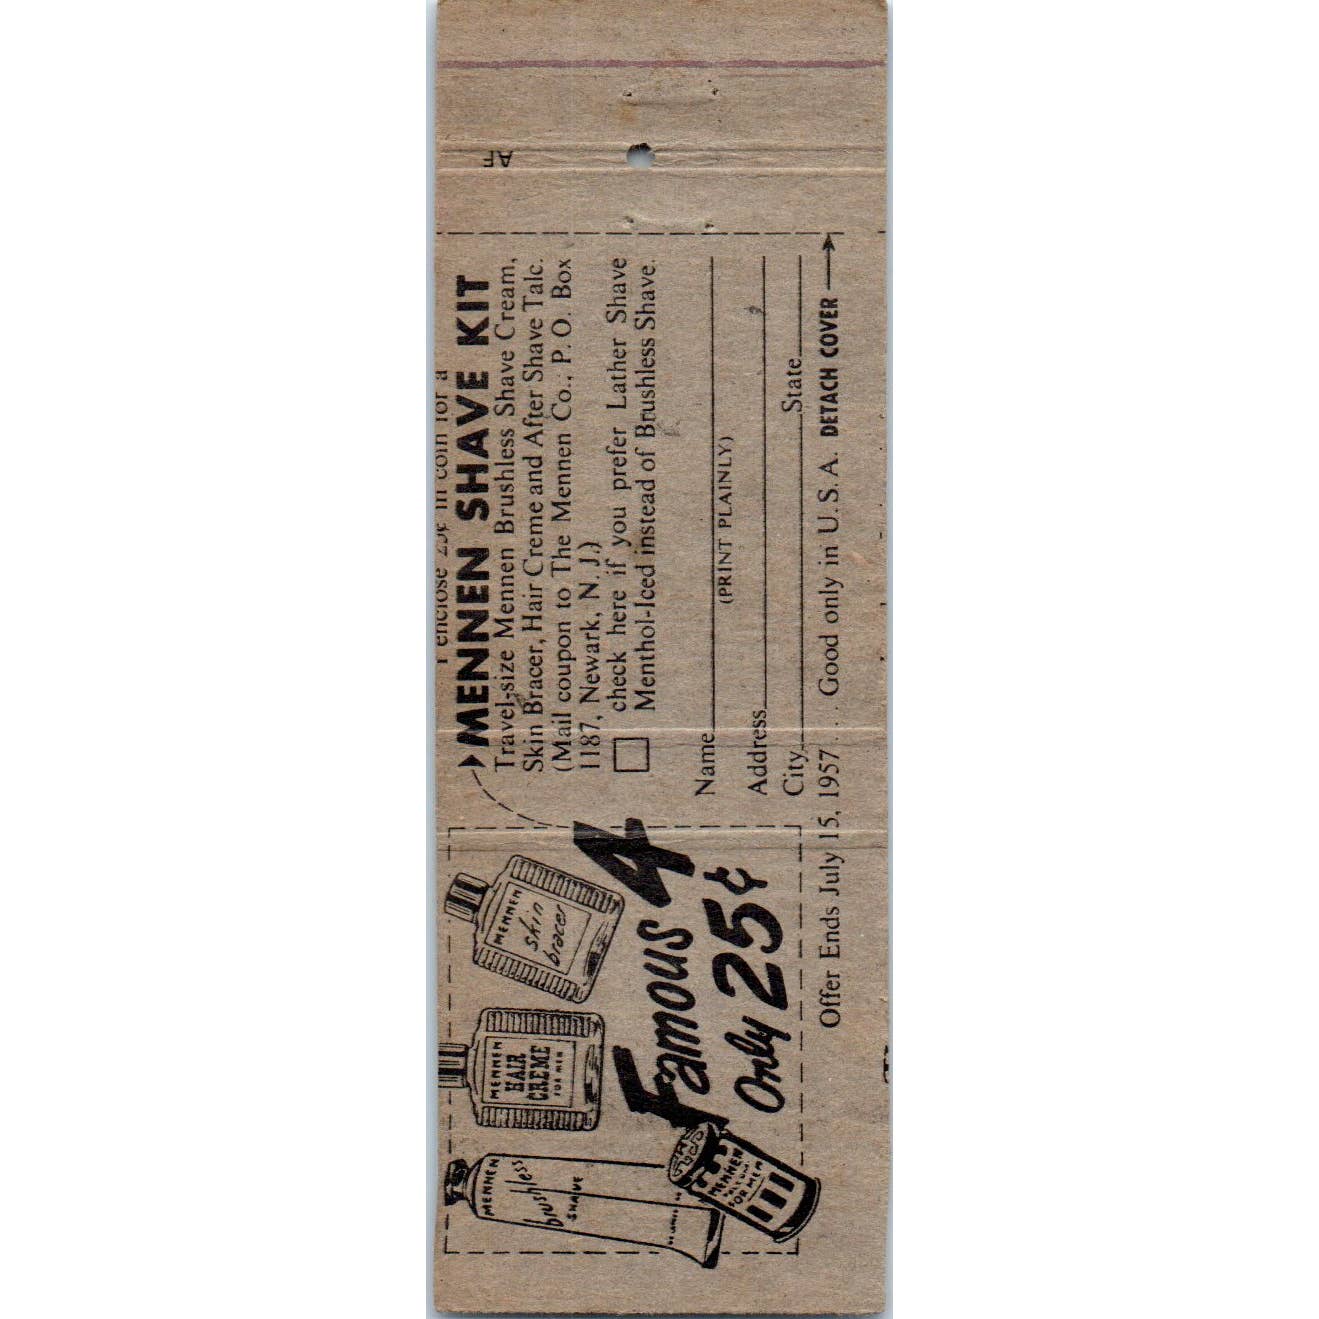 I enclose 25¢ in coin for a
MENNEN SHAVE KIT
Travel-size Mennen Brushless Shave Cream,
Skin Bracer, Hair Creme and After Shave Talc.
(Mail coupon to The Mennen Co., P. O. Box
1187, Newark, N. J.)
check here if you prefer Lather Shave
Menthol-Iced instead of Brushless Shave.
Name
(PRINT PLAINLY)
Address
City State
Offer Ends July 15, 1957 . . . Good only in U. S. A. DETACH COVER
MENNEN
brushless
SHAVE
MENNEN
HAIR
CREME
FOR MEN
MENNEN
skin
bracer
MENNEN
FOR MEN
Famous 4
Only 25¢
AF